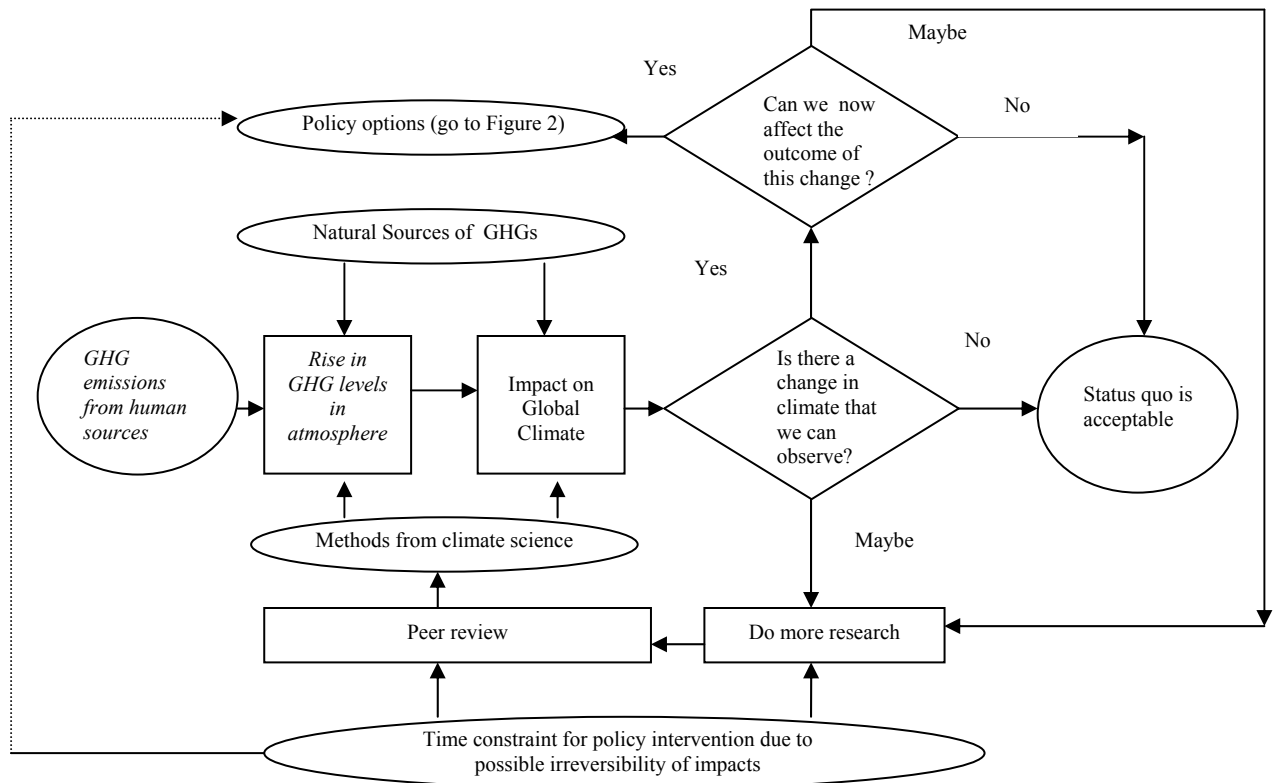 Maybe
Yes
Can we now
affect the
outcome of
this change ?
No
Policy options (go to Figure 2)
Natural Sources of GHGs
Yes
GHG
emissions
from human
sources
Rise in
GHG levels
in
atmosphere
Impact on
Global
Climate
Is there a
change in
climate that
we can
observe?
No
Status quo is
acceptable
Methods from climate science
Maybe
Peer review
Do more research
Time constraint for policy intervention due to
possible irreversibility of impacts